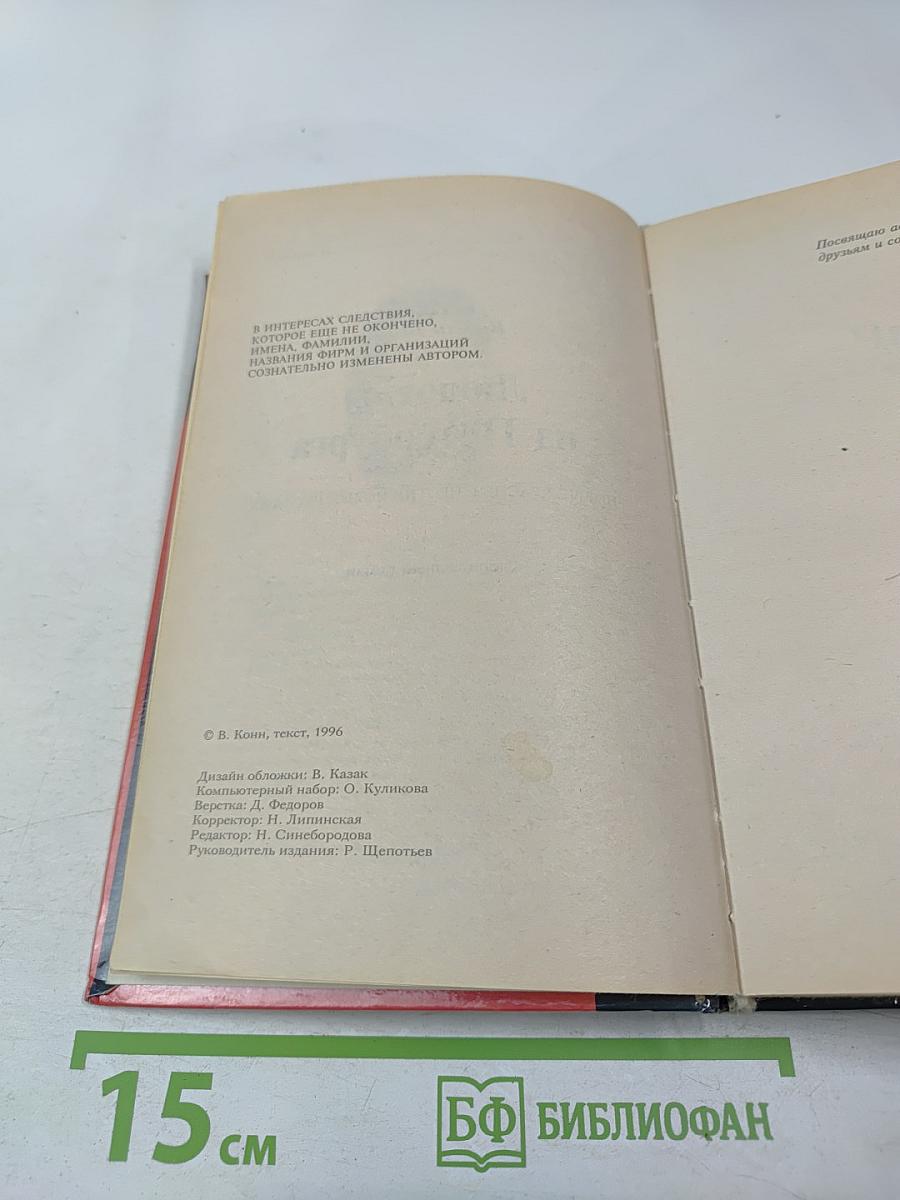 В ИНТЕРЕСАХ СЛЕДСТВИЯ,
КОТОРОЕ ЕЩЕ НЕ ОКОНЧЕНО,
ИМЕНА, ФАМИЛИИ,
НАЗВАНИЯ ФИРМ И ОРГАНИЗАЦИЙ
СОЗНАТЕЛЬНО ИЗМЕНЕНЫ АВТОРОМ.
© В. Конн, текст, 1996
Дизайн обложки: В. Казак
Компьютерный набор: О. Куликова
Верстка: Д. Федоров
Корректор: Н. Липинская
Редактор: Н. Синебородова
Руководитель издания: Р. Щепотьев
Посвящаю
друзьям и
15 см
БФ БИБЛИОФАН